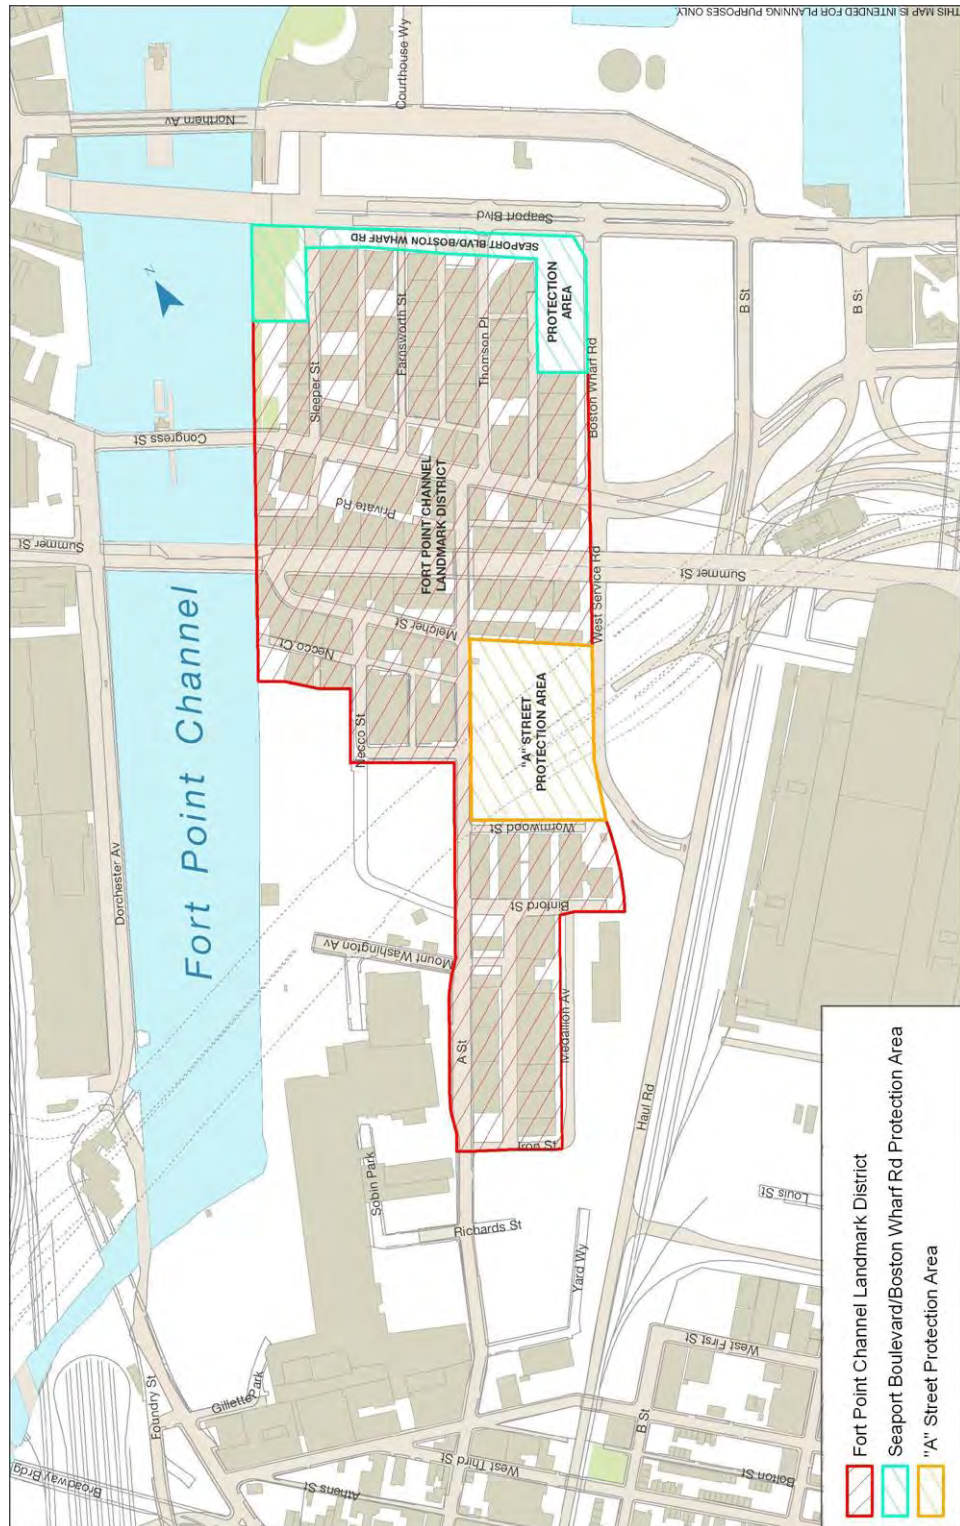 THIS MAP IS INTENDED FOR PLANNING PURPOSES ONLY.
Courthouse Wy
Northern Av
Seaport Blvd
SEAPORT BLVD/BOSTON WHARF RD
PROTECTION
AREA
N
Sleeper St
Farnsworth St
Thomson Pl
Boston Wharf Rd
B St
B St
Congress St
Private Rd
FORT POINT CHANNEL
LANDMARK DISTRICT
Summer St
Summer St
West Service Rd
Melcher St
Necco Ct
Necco St
Fort Point Channel
Dorchester Av
"A" STREET
PROTECTION AREA
Wormwood St
Binford St
Mount Washington Av
A St
Medallion Av
Iron St
Haul Rd
Sobin Park
Richards St
Yard Wy
Louis St
West First St
B St
Bolton St
West Third St
Athens St
Gillette Park
Foundry St
Broadway Brdg
Fort Point Channel Landmark District
Seaport Boulevard/Boston Wharf Rd Protection Area
"A" Street Protection Area